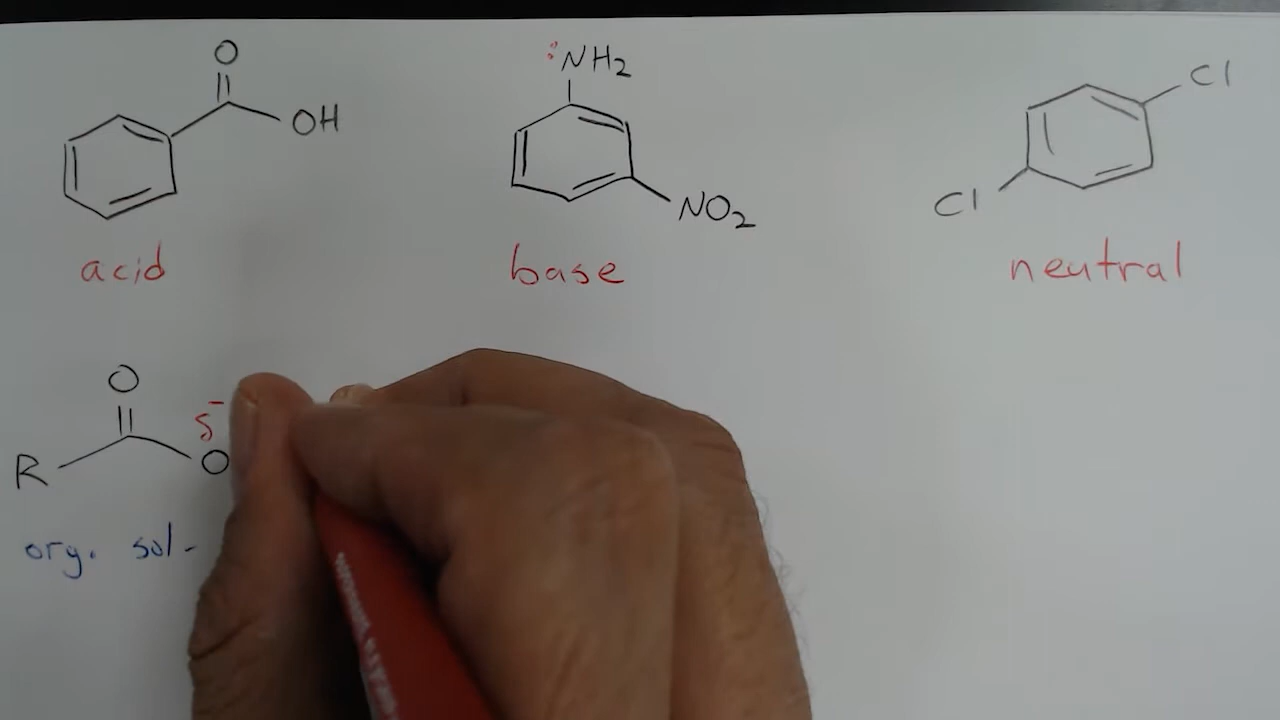 O
OH
acid
:NH2
NO2
base
Cl
Cl
neutral
O
R
δ-
O
org. sol.